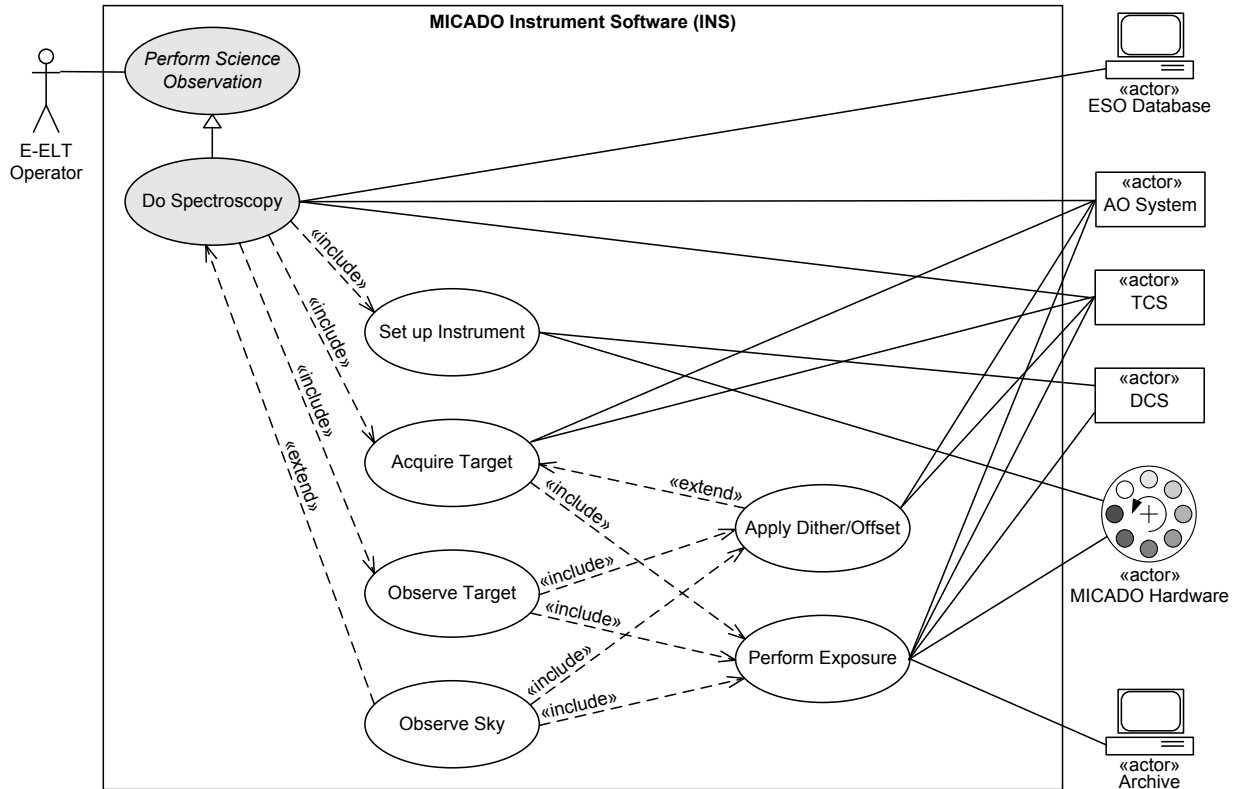 MICADO Instrument Software (INS)
Perform Science
Observation
E-ELT
Operator
Do Spectroscopy
«actor»
ESO Database
«actor»
AO System
«actor»
TCS
«actor»
DCS
«actor»
MICADO Hardware
«actor»
Archive
«include»
«include»
«include»
«extend»
Set up Instrument
Acquire Target
«extend»
«include»
Apply Dither/Offset
Observe Target
«include»
«include»
Perform Exposure
«include»
«include»
Observe Sky